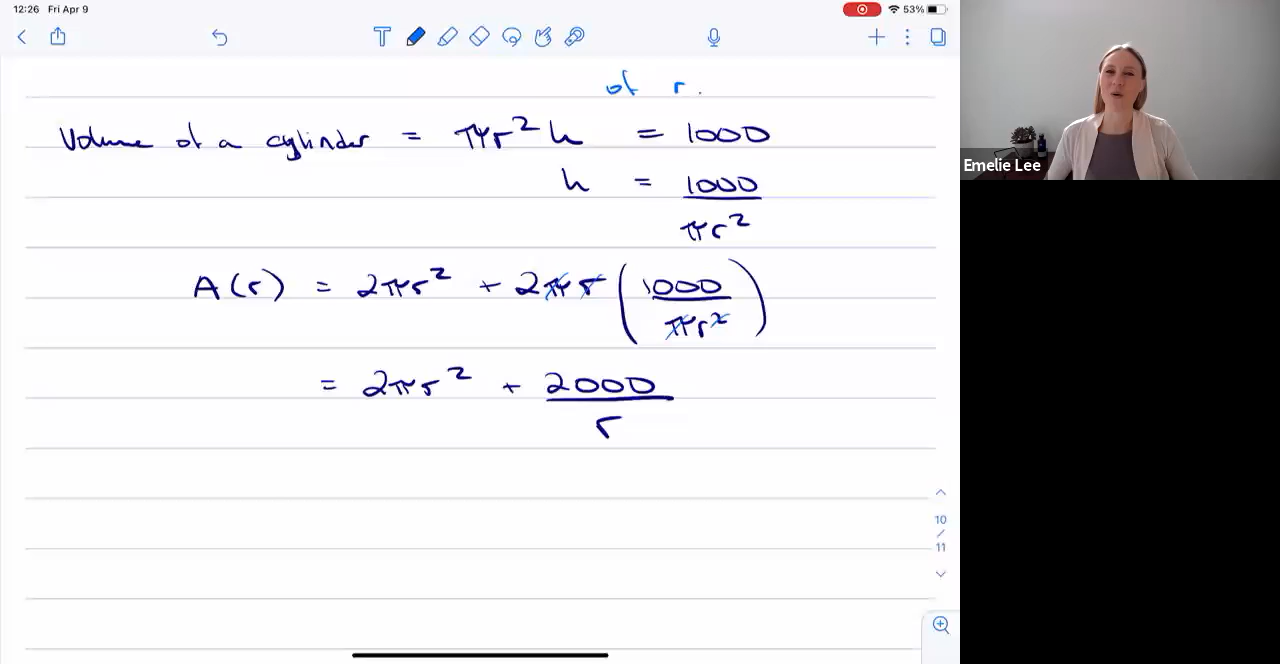 12:26 Fri Apr 9
53%
of r.
Volume of a cylinder = πr²h = 1000
h = 1000/πr²
A(r) = 2πr² + 2πr(1000/πr²)
= 2πr² + 2000/r
10/11
Emelie Lee